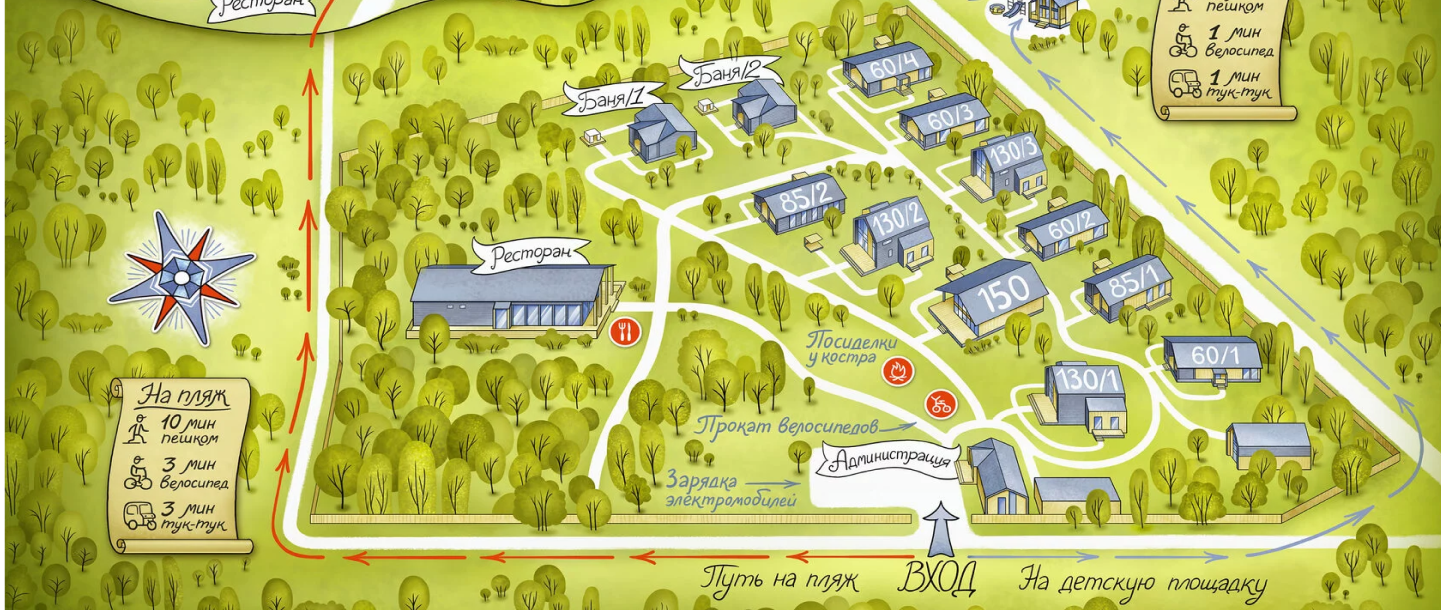 Ресторан
пешком
1 мин
велосипед
1 мин
тук-тук
60/4
Баня/2
Баня/1
60/3
130/3
85/2
130/2
60/2
Ресторан
150
85/1
Посиделки
у костра
60/1
130/1
На пляж
10 мин
пешком
3 мин
велосипед
3 мин
тук-тук
Прокат велосипедов
Администрация
Зарядка
электромобилей
Путь на пляж
ВХОД
На детскую площадку